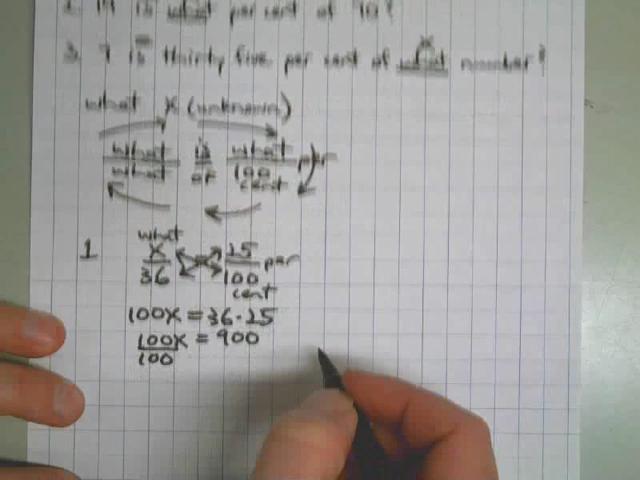 is what per cent of 90?
3. 7 is thirty five per cent of what number?
x
what x (unknown)
what is what per
what of 100
cent
1 what
x 25 per
36 100
cent
100x = 36·25
100x = 900
100